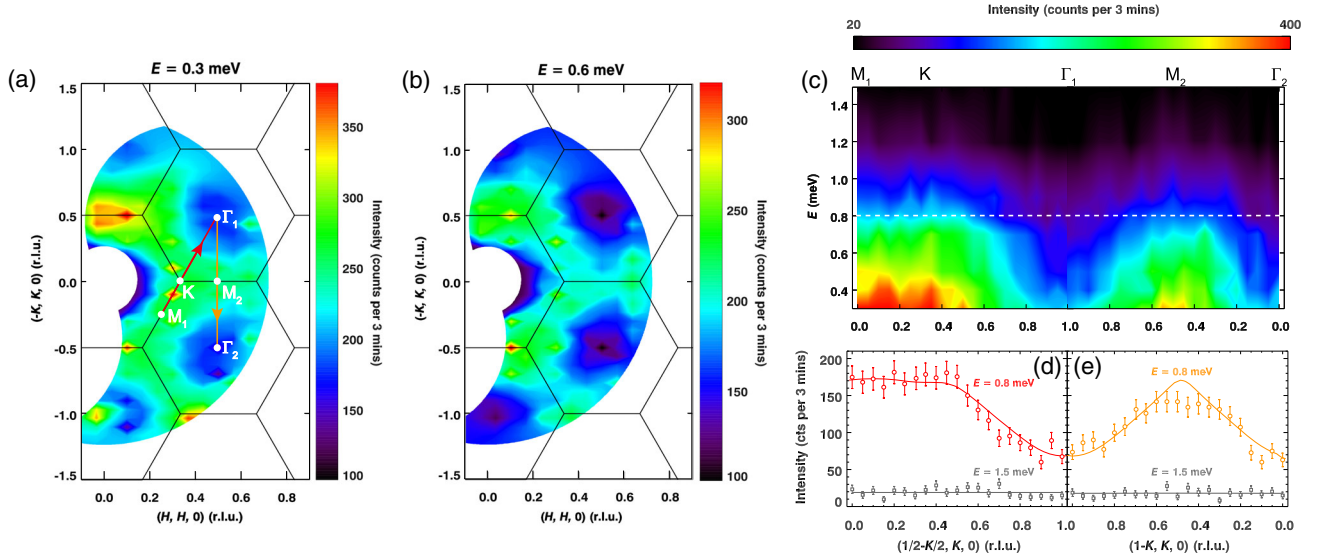 Intensity (counts per 3 mins)
20
400
(a)
E = 0.3 meV
1.5
1.0
0.5
0.0
-0.5
-1.0
-1.5
(-K, K, 0) (r.l.u.)
Γ1
K
M2
M1
Γ2
0.0
0.2
0.4
0.6
0.8
(H, H, 0) (r.l.u.)
350
300
250
200
150
100
Intensity (counts per 3 mins)
(b)
E = 0.6 meV
1.5
1.0
0.5
0.0
-0.5
-1.0
-1.5
(-K, K, 0) (r.l.u.)
0.0
0.2
0.4
0.6
0.8
(H, H, 0) (r.l.u.)
300
250
200
150
100
Intensity (counts per 3 mins)
(c)
M1
K
Γ1
M2
Γ2
1.4
1.2
1.0
0.8
0.6
0.4
E (meV)
0.0
0.2
0.4
0.6
0.8
1.0
0.8
0.6
0.4
0.2
0.0
(d)
E = 0.8 meV
E = 1.5 meV
200
150
100
50
0
Intensity (cts per 3 mins)
0.0
0.2
0.4
0.6
0.8
1.0
(1/2-K/2, K, 0) (r.l.u.)
(e)
E = 0.8 meV
E = 1.5 meV
0.8
0.6
0.4
0.2
0.0
(1-K, K, 0) (r.l.u.)